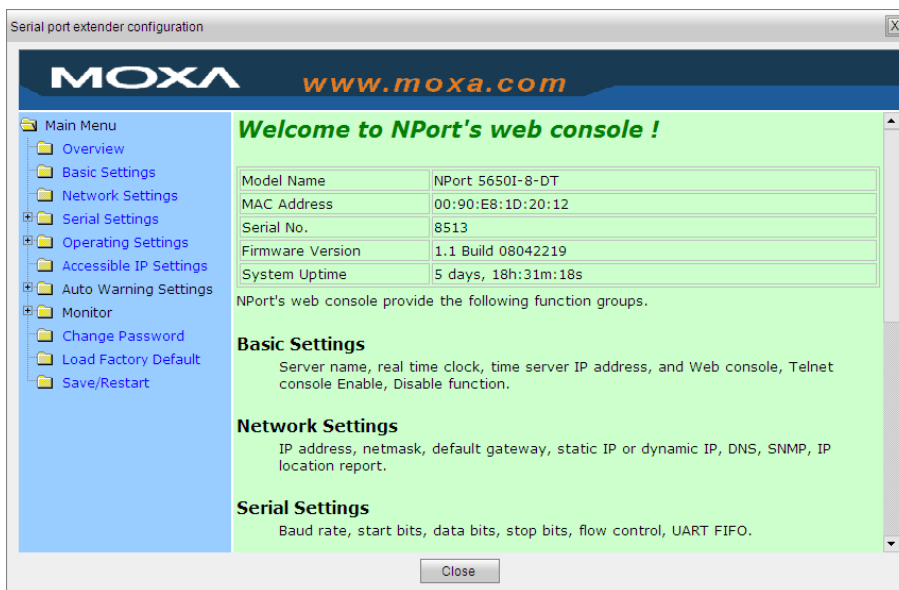 Serial port extender configuration
X
MOXA www.moxa.com
Main Menu
Overview
Basic Settings
Network Settings
Serial Settings
Operating Settings
Accessible IP Settings
Auto Warning Settings
Monitor
Change Password
Load Factory Default
Save/Restart
Welcome to NPort's web console !
Model Name NPort 5650I-8-DT
MAC Address 00:90:E8:1D:20:12
Serial No. 8513
Firmware Version 1.1 Build 08042219
System Uptime 5 days, 18h:31m:18s
NPort's web console provide the following function groups.
Basic Settings
Server name, real time clock, time server IP address, and Web console, Telnet
console Enable, Disable function.
Network Settings
IP address, netmask, default gateway, static IP or dynamic IP, DNS, SNMP, IP
location report.
Serial Settings
Baud rate, start bits, data bits, stop bits, flow control, UART FIFO.
Close